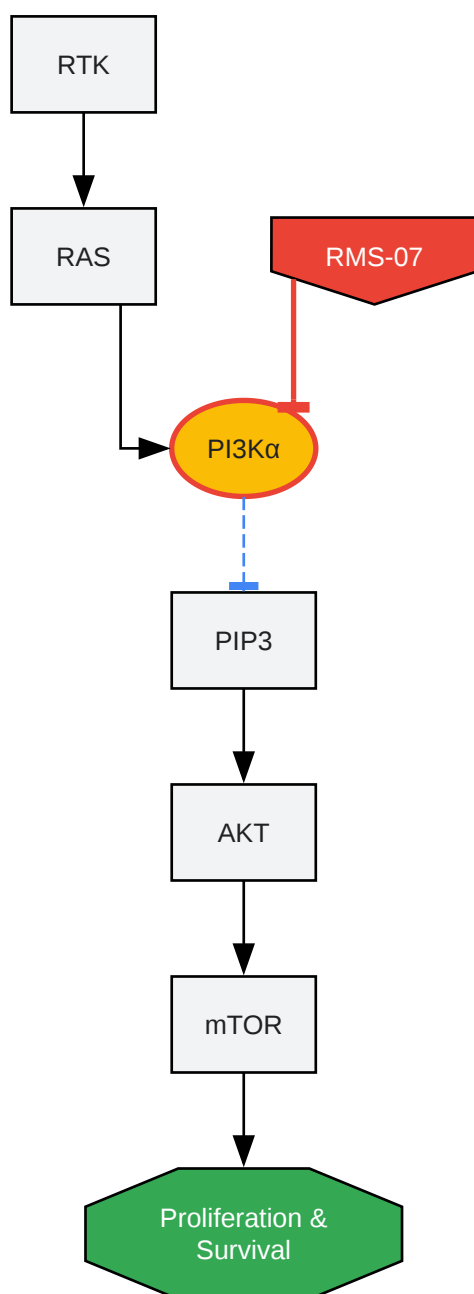 RTK
RAS
RMS-07
PI3Kα
PIP3
AKT
mTOR
Proliferation &
Survival